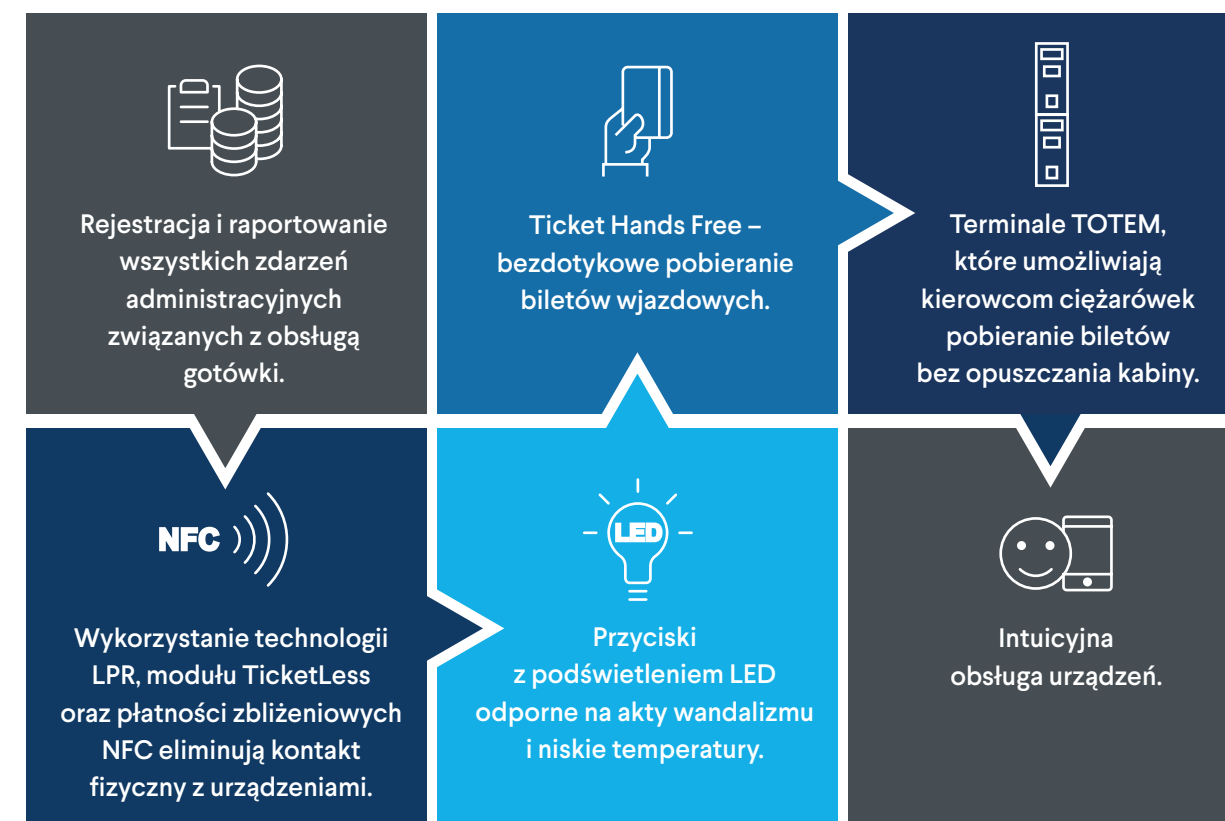 Rejestracja i raportowanie
wszystkich zdarzeń
administracyjnych
związanych z obsługą
gotówki.
NFC
Wykorzystanie technologii
LPR, modułu TicketLess
oraz płatności zbliżeniowych
NFC eliminują kontakt
fizyczny z urządzeniami.
LED
Przyciski
z podświetleniem LED
odporne na akty wandalizmu
i niskie temperatury.
Ticket Hands Free –
bezdotykowe pobieranie
biletów wjazdowych.
Terminale TOTEM,
które umożliwiają
kierowcom ciężarówek
pobieranie biletów
bez opuszczania kabiny.
Intuicyjna
obsługa urządzeń.